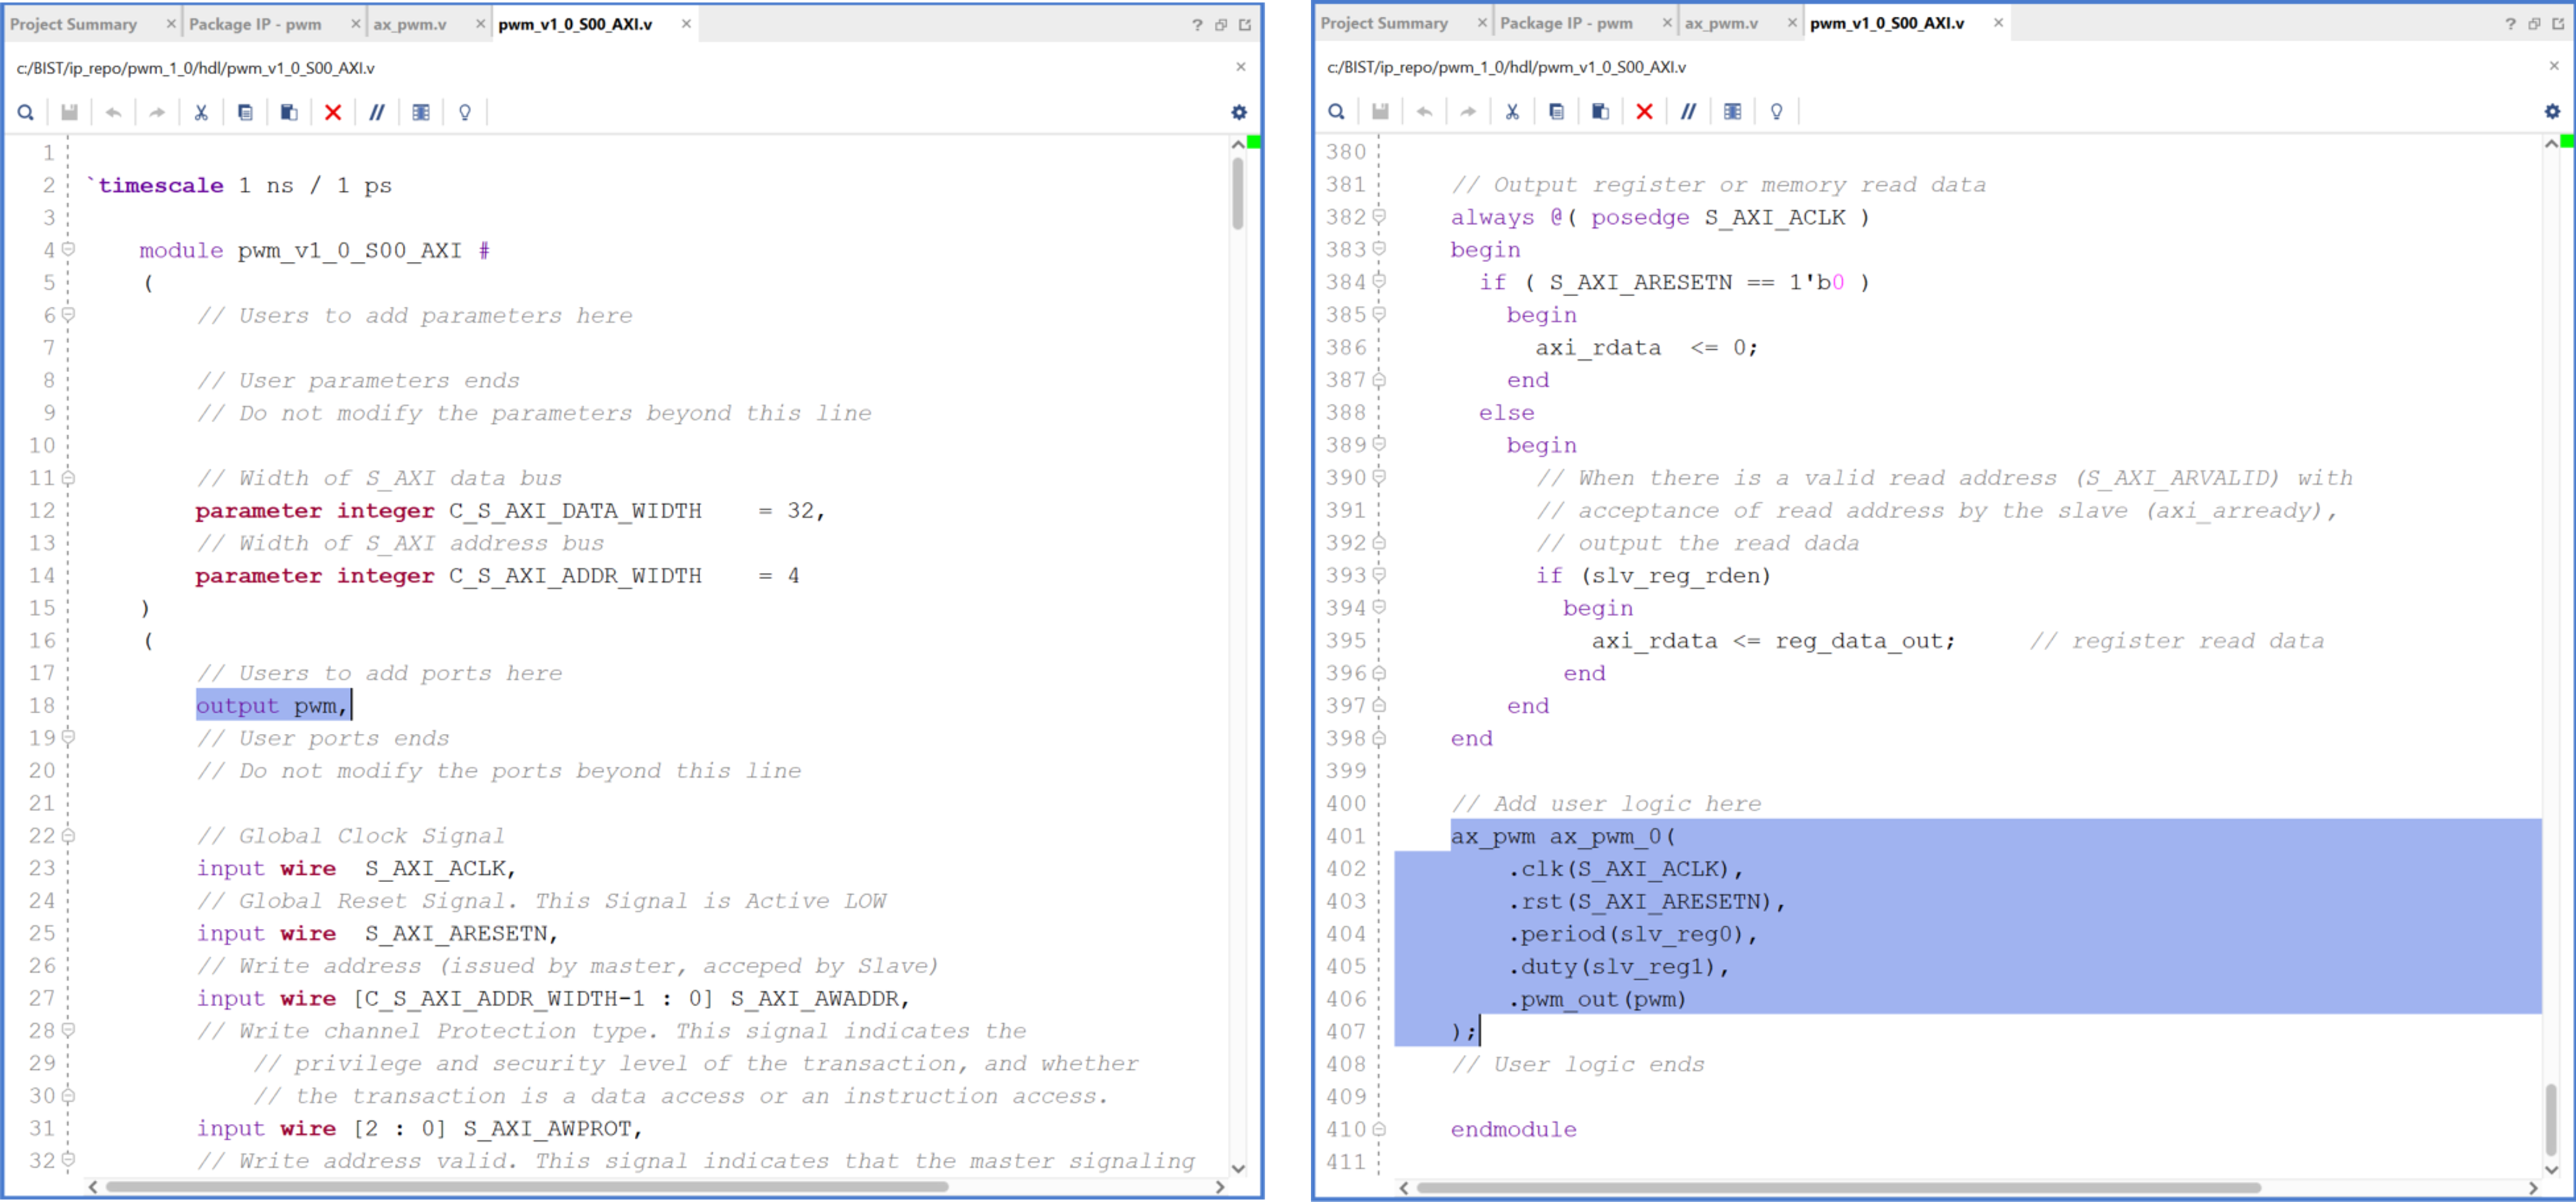 Project Summary × Package IP - pwm × ax_pwm.v × pwm_v1_0_S00_AXI.v ×
c:/BIST/ip_repo/pwm_1_0/hdl/pwm_v1_0_S00_AXI.v
1
2 `timescale 1 ns / 1 ps
3
4 module pwm_v1_0_S00_AXI #
5 (
6 // Users to add parameters here
7
8 // User parameters ends
9 // Do not modify the parameters beyond this line
10
11 // Width of S_AXI data bus
12 parameter integer C_S_AXI_DATA_WIDTH = 32,
13 // Width of S_AXI address bus
14 parameter integer C_S_AXI_ADDR_WIDTH = 4
15 )
16 (
17 // Users to add ports here
18 output pwm,
19 // User ports ends
20 // Do not modify the ports beyond this line
21
22 // Global Clock Signal
23 input wire S_AXI_ACLK,
24 // Global Reset Signal. This Signal is Active LOW
25 input wire S_AXI_ARESETN,
26 // Write address (issued by master, acceped by Slave)
27 input wire [C_S_AXI_ADDR_WIDTH-1 : 0] S_AXI_AWADDR,
28 // Write channel Protection type. This signal indicates the
29 // privilege and security level of the transaction, and whether
30 // the transaction is a data access or an instruction access.
31 input wire [2 : 0] S_AXI_AWPROT,
32 // Write address valid. This signal indicates that the master signaling
Project Summary × Package IP - pwm × ax_pwm.v × pwm_v1_0_S00_AXI.v ×
c:/BIST/ip_repo/pwm_1_0/hdl/pwm_v1_0_S00_AXI.v
380
381 // Output register or memory read data
382 always @( posedge S_AXI_ACLK )
383 begin
384 if ( S_AXI_ARESETN == 1'b0 )
385 begin
386 axi_rdata <= 0;
387 end
388 else
389 begin
390 // When there is a valid read address (S_AXI_ARVALID) with
391 // acceptance of read address by the slave (axi_arready),
392 // output the read dada
393 if (slv_reg_rden)
394 begin
395 axi_rdata <= reg_data_out; // register read data
396 end
397 end
398 end
399
400 // Add user logic here
401 ax_pwm ax_pwm_0(
402 .clk(S_AXI_ACLK),
403 .rst(S_AXI_ARESETN),
404 .period(slv_reg0),
405 .duty(slv_reg1),
406 .pwm_out(pwm)
407 );
408 // User logic ends
409
410 endmodule
411